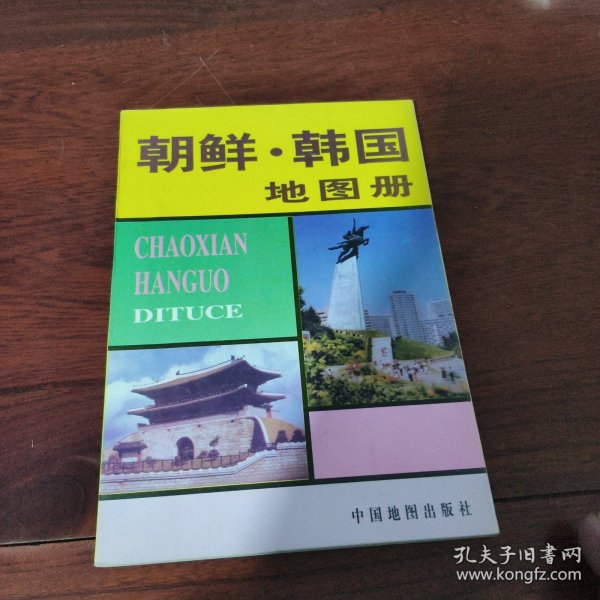 朝鲜·韩国
地图册
CHAOXIAN
HANGUO
DITUCE
中国地图出版社
孔夫子旧书网
www.kongfz.com